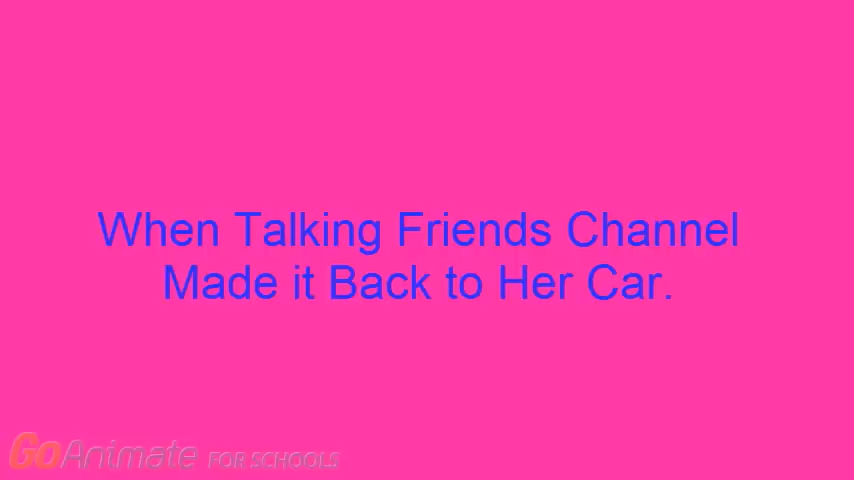 When Talking Friends Channel
Made it Back to Her Car.
GoAnimate FOR SCHOOLS